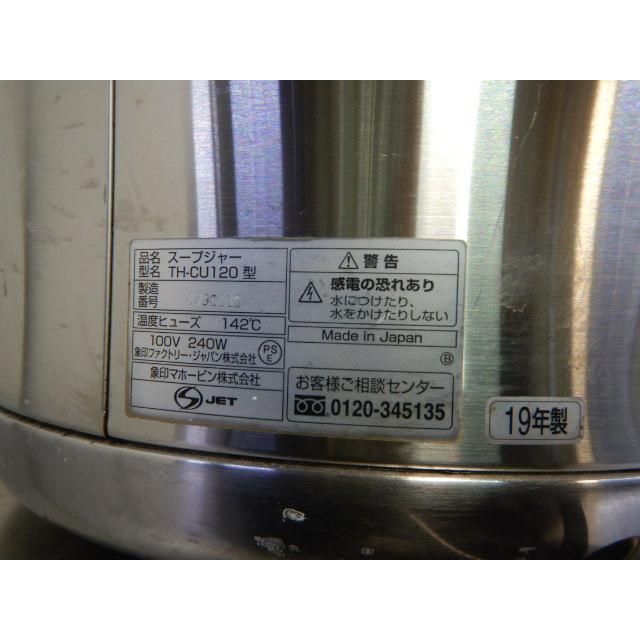 品名 スープジャー
型名 TH-CU120 型
製造
番号
温度ヒューズ 142℃
100V 240W
象印ファクトリー・ジャパン株式会社
PS
E
象印マホービン株式会社
JET
警告
感電の恐れあり
水につけたり、
水をかけたりしない
Made in Japan
B
お客様ご相談センター
0120-345135
19年製